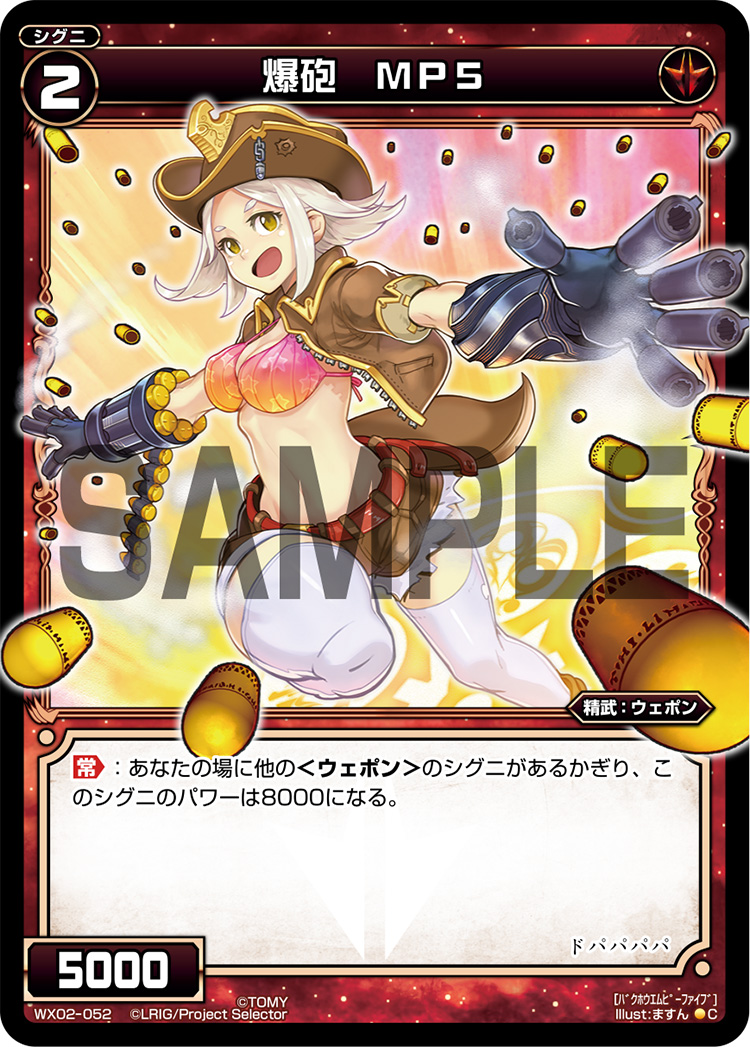 シグニ
2
爆砲 MP5
SAMPLE
精武：ウェポン
常：あなたの場に他の<ウェポン>のシグニがあるかぎり、こ
のシグニのパワーは8000になる。
ドパパパパ
5000
WX02-052 ©LRIG/Project Selector
©TOMY
[ﾊﾞｸﾎｳｴﾑﾋﾟｰﾌｧｲﾌﾞ]
Illust:ますん C